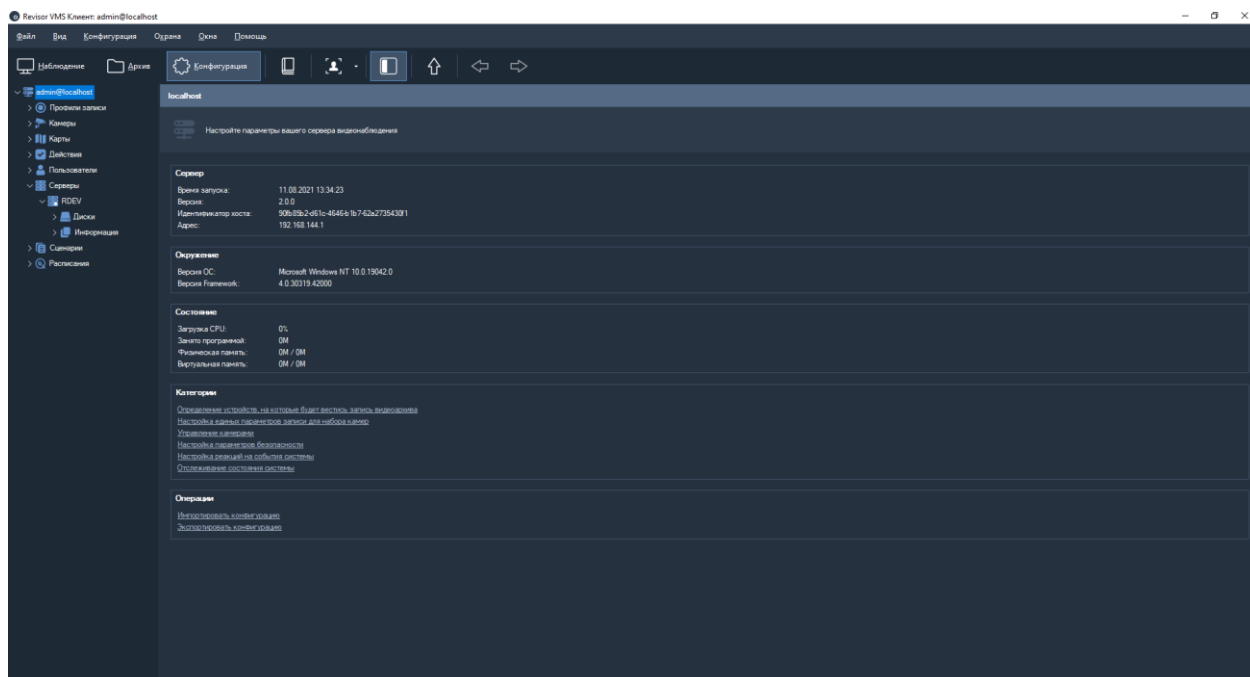 Revisor VMS Клиент: admin@localhost
Файл Вид Конфигурация Охрана Окна Помощь
Наблюдение Архив Конфигурация
admin@localhost
Профили записи
Камеры
Карты
Действия
Пользователи
Серверы
RDEV
Диски
Информация
Сценарии
Расписания
localhost
Настройте параметры вашего сервера видеонаблюдения
Сервер
Время запуска: 11.08.2021 13:34:23
Версия: 2.0.0
Идентификатор хоста: 90fb85b2-d61c-4646-b1b7-62a2735430f1
Адрес: 192.168.144.1
Окружение
Версия ОС: Microsoft Windows NT 10.0.19042.0
Версия Framework: 4.0.30319.42000
Состояние
Загрузка CPU: 0%
Занято программой: 0M
Физическая память: 0M / 0M
Виртуальная память: 0M / 0M
Категории
Определение устройств, на которые будет вестись запись видеоархива
Настройка единых параметров записи для набора камер
Управление камерами
Настройка параметров безопасности
Настройка реакций на события системы
Отслеживание состояния системы
Операции
Импортировать конфигурацию
Экспортировать конфигурацию